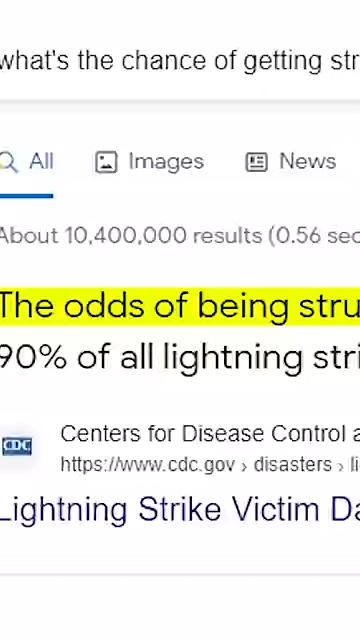 what's the chance of getting str
All Images News
About 10,400,000 results (0.56 sec
The odds of being stru
90% of all lightning stri
CDC
Centers for Disease Control a
https://www.cdc.gov › disasters › li
Lightning Strike Victim Da